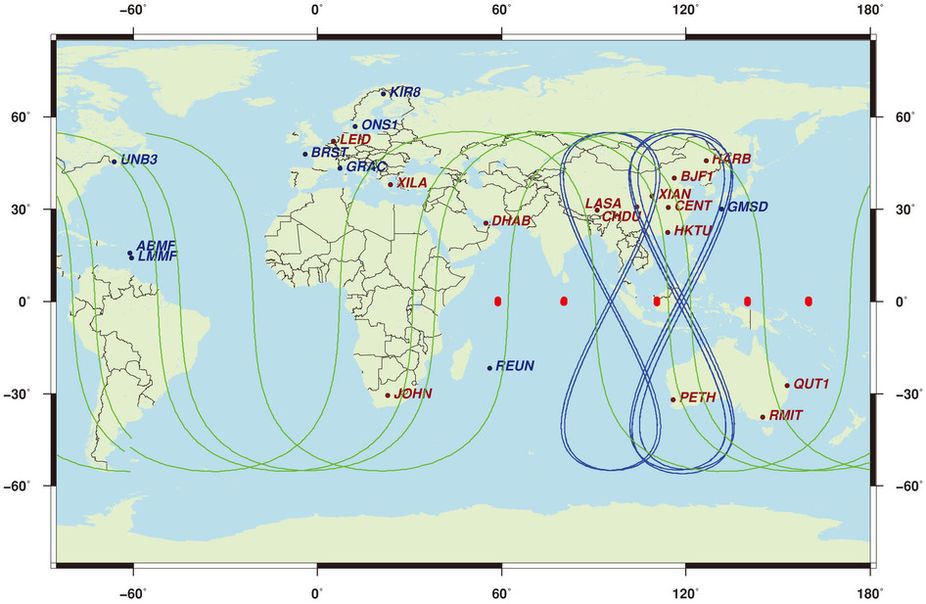 −60˚ 0˚ 60˚ 120˚ 180
60˚ 60˚
30˚ 30˚
0˚ 0˚
−30˚ −30˚
−60˚ −60˚
KIR8
ONS1
LEID
BRST
GRAC
UNB3
XILA
HARB
BJF1
XIAN
LASA
CENT
GMSD
CHDU
DHAB
HKTU
ABMF
LMMF
REUN
QUT1
JOHN
PETH
RMIT
−60˚ 0˚ 60˚ 120˚ 180